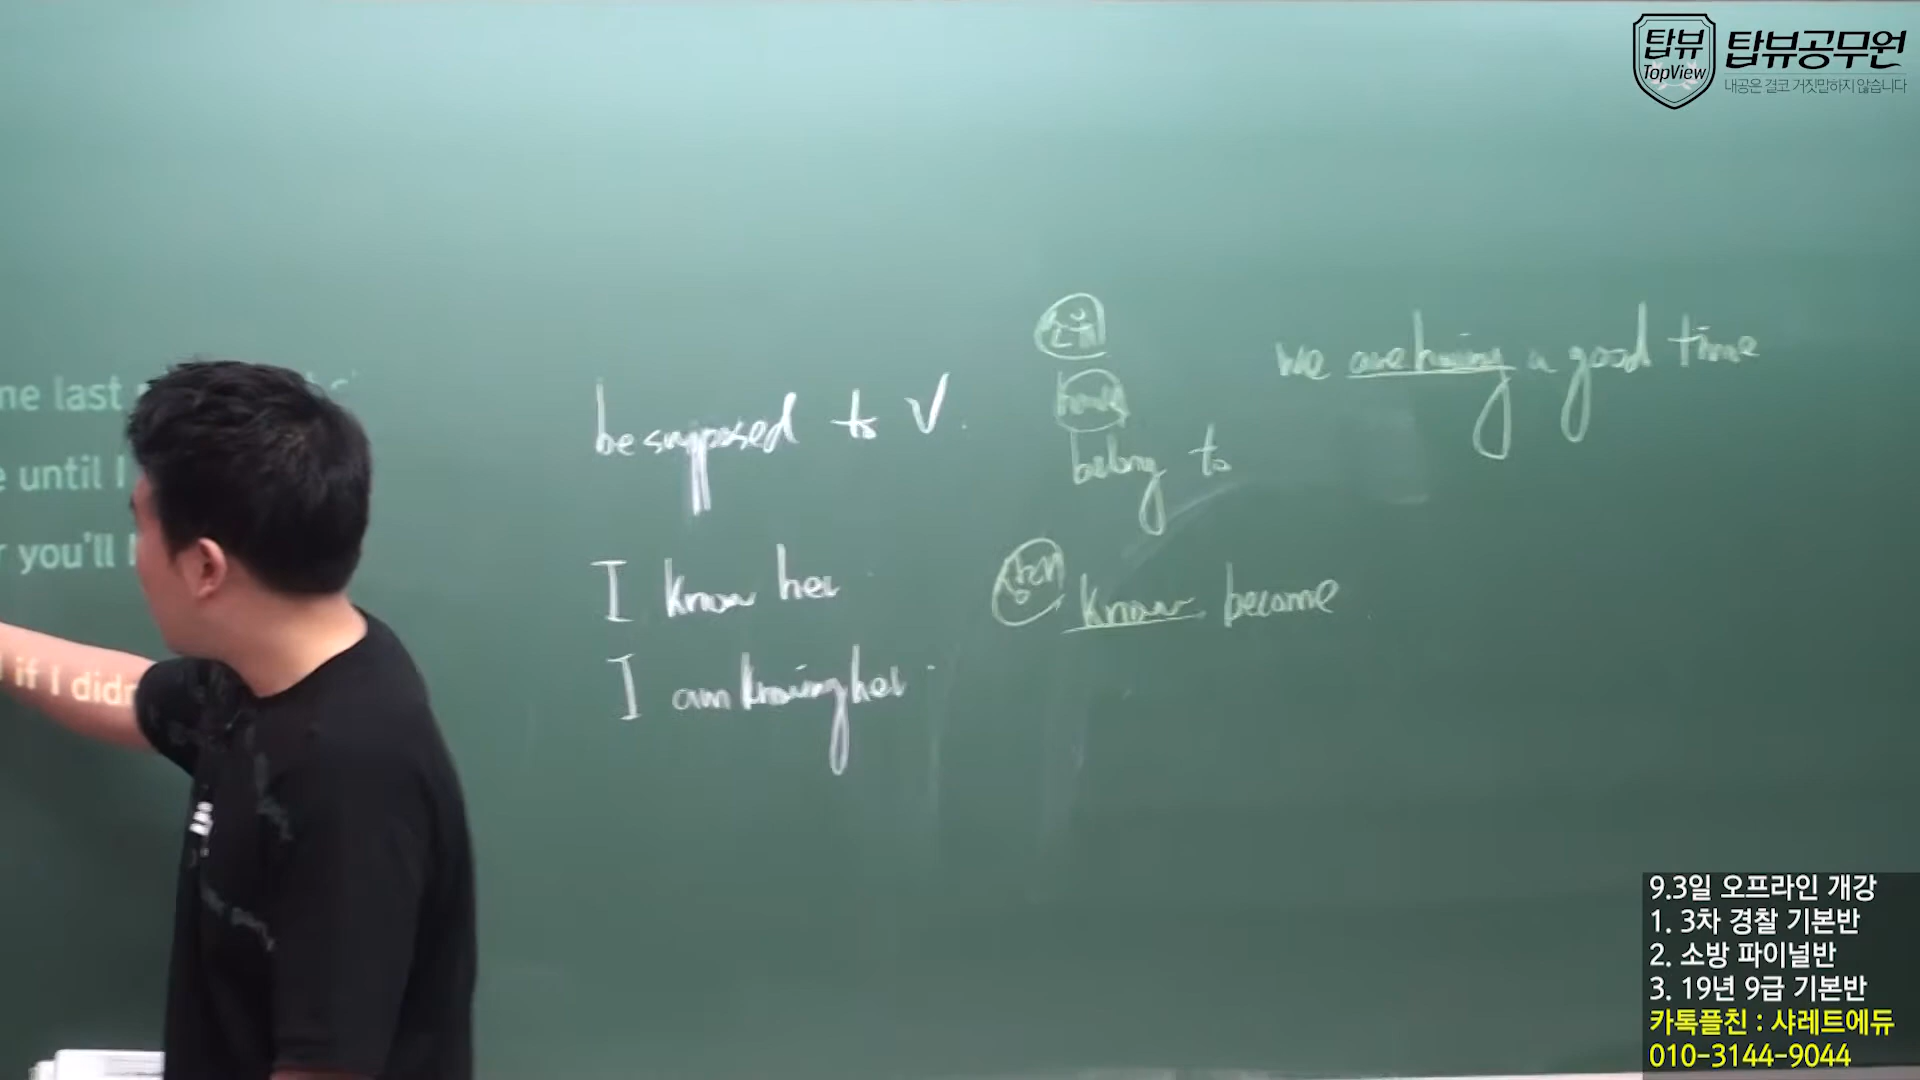 탑뷰
TopView
탑뷰공무원
내공은 결코 거짓말하지 않습니다
ne last
e until I
r you'll
if I didn
be supposed to V.
I know her
I am knowing her
have
belong to
know become
we are having a good time
9.3일 오프라인 개강
1. 3차 경찰 기본반
2. 소방 파이널반
3. 19년 9급 기본반
카톡플친 : 샤레트에듀
010-3144-9044